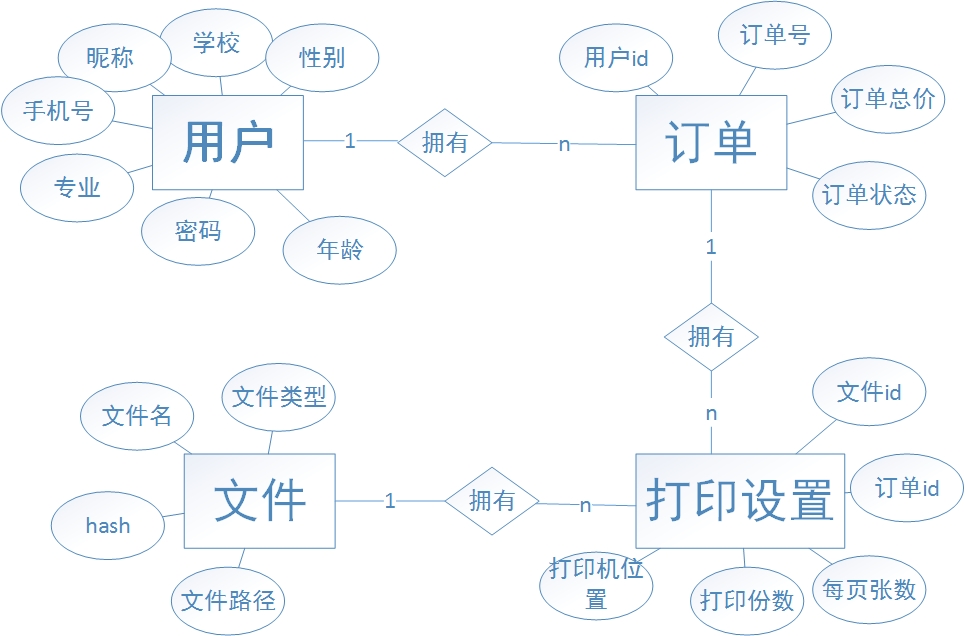 学校
订单号
昵称
性别
用户id
手机号
订单总价
用户
1
拥有
n
订单
专业
订单状态
密码
年龄
1
拥有
n
文件类型
文件id
文件名
文件
1
拥有
n
打印设置
订单id
hash
打印机位
置
文件路径
打印份数
每页张数